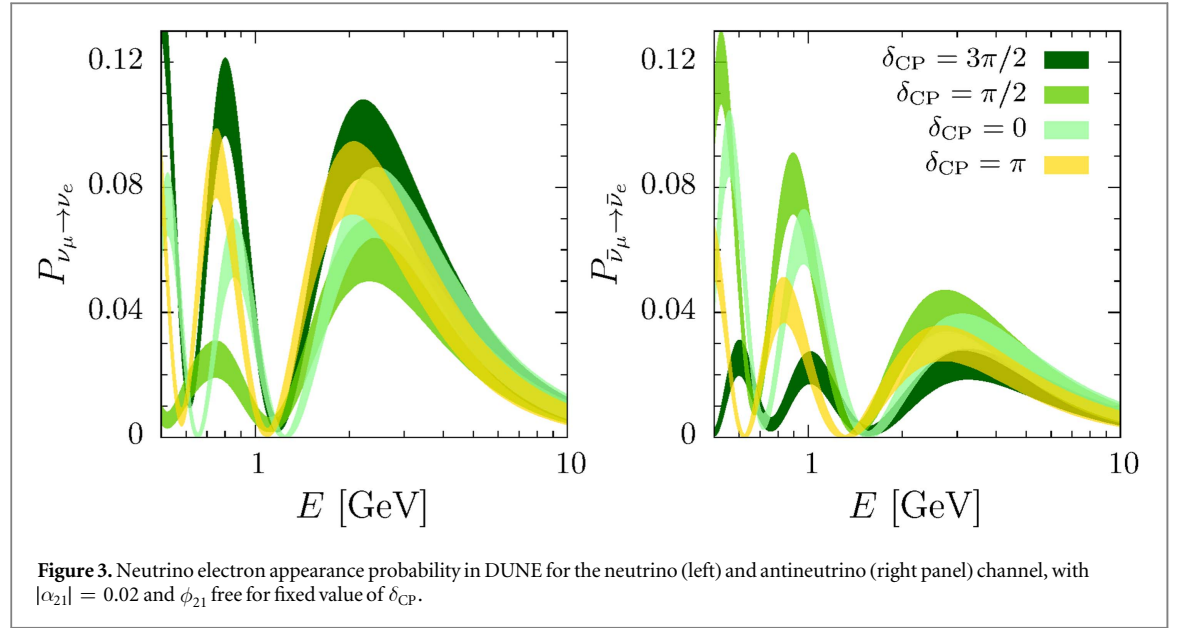 0.12
0.08
0.04
0
1
10
P_{ν_μ→ν_e}
E [GeV]
0.12
0.08
0.04
0
1
10
P_{ν̄_μ→ν̄_e}
E [GeV]
δ_CP = 3π/2
δ_CP = π/2
δ_CP = 0
δ_CP = π
Figure 3. Neutrino electron appearance probability in DUNE for the neutrino (left) and antineutrino (right panel) channel, with
|α_21| = 0.02 and ϕ_21 free for fixed value of δ_CP.